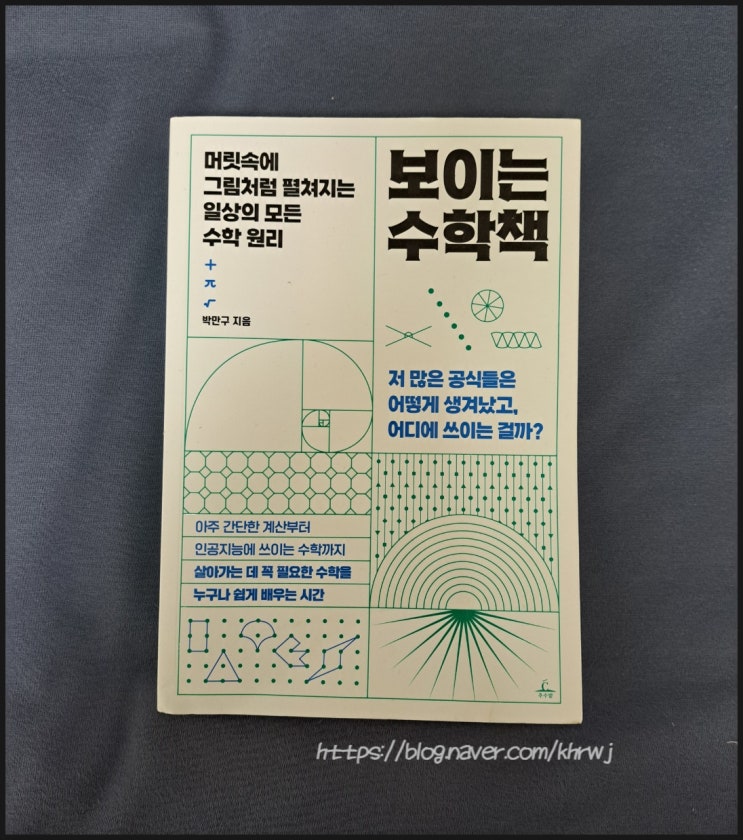 머릿속에
그림처럼 펼쳐지는
일상의 모든
수학 원리
+
π
√
박만구 지음
보이는
수학책
저 많은 공식들은
어떻게 생겨났고,
어디에 쓰이는 걸까?
아주 간단한 계산부터
인공지능에 쓰이는 수학까지
살아가는 데 꼭 필요한 수학을
누구나 쉽게 배우는 시간
추수밭
https://blog.naver.com/khrwj